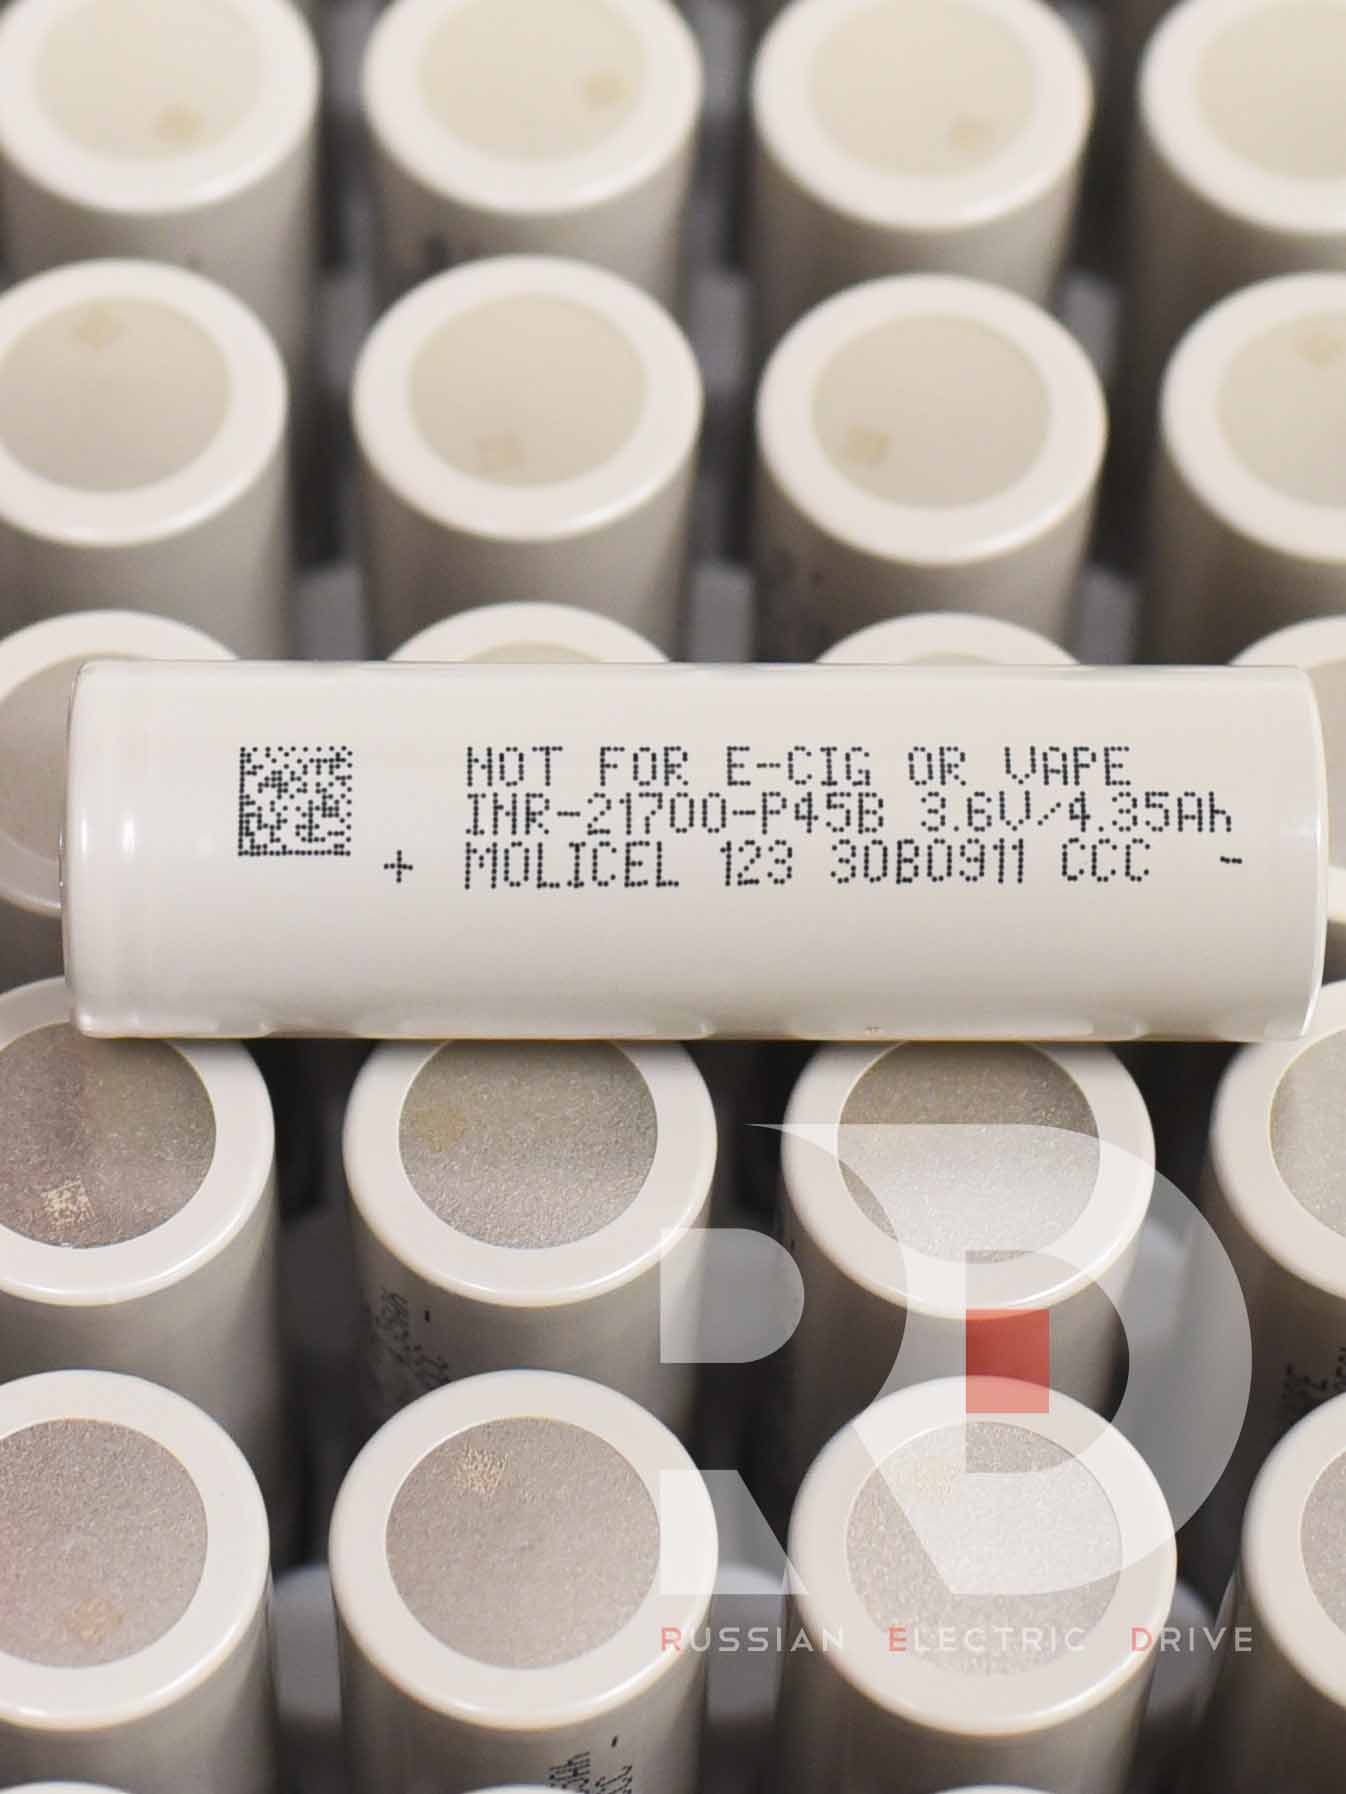 NOT FOR E-CIG OR VAPE
INR-21700-P45B 3.6V/4.35Ah
+ MOLICEL 123 30B0911 CCC -
RUSSIAN ELECTRIC DRIVE